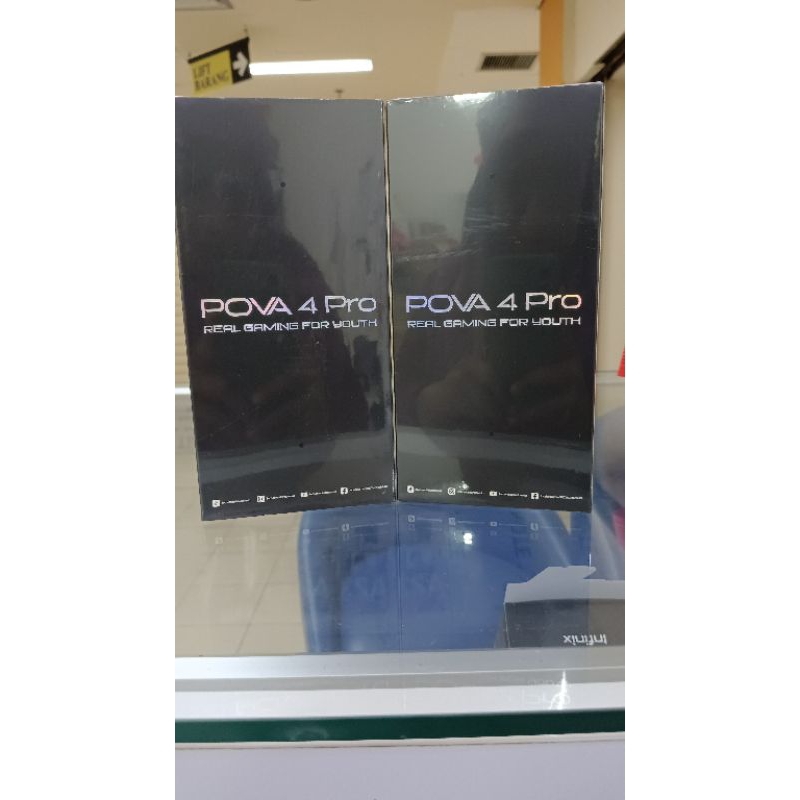 LIFT
BARANG
POVA 4 Pro
REAL GAMING FOR YOUTH
POVA 4 Pro
REAL GAMING FOR YOUTH
Infinix